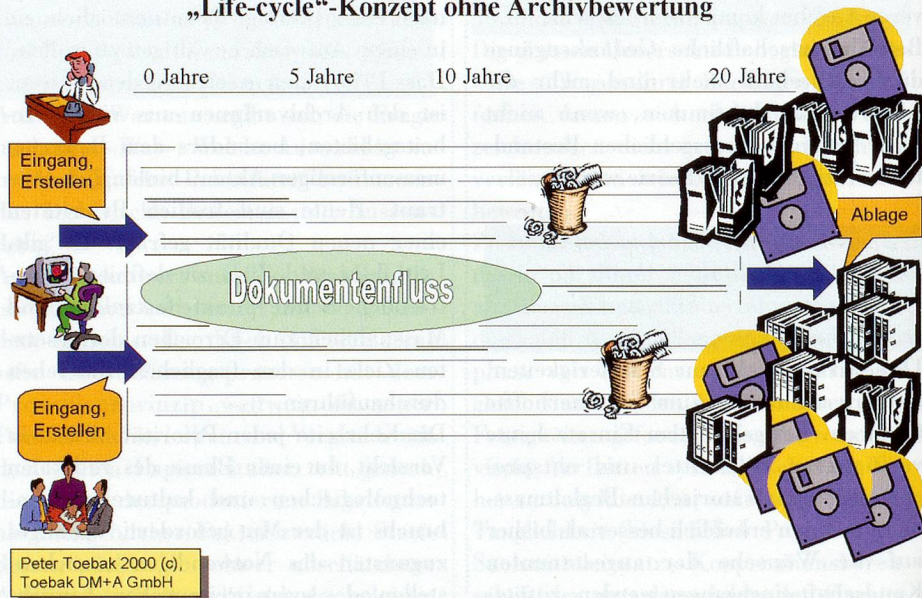 „Life-cycle“-Konzept ohne Archivbewertung
0 Jahre 5 Jahre 10 Jahre 20 Jahre
Eingang,
Erstellen
Ablage
Dokumentenfluss
Eingang,
Erstellen
Peter Toebak 2000 (c),
Toebak DM+A GmbH